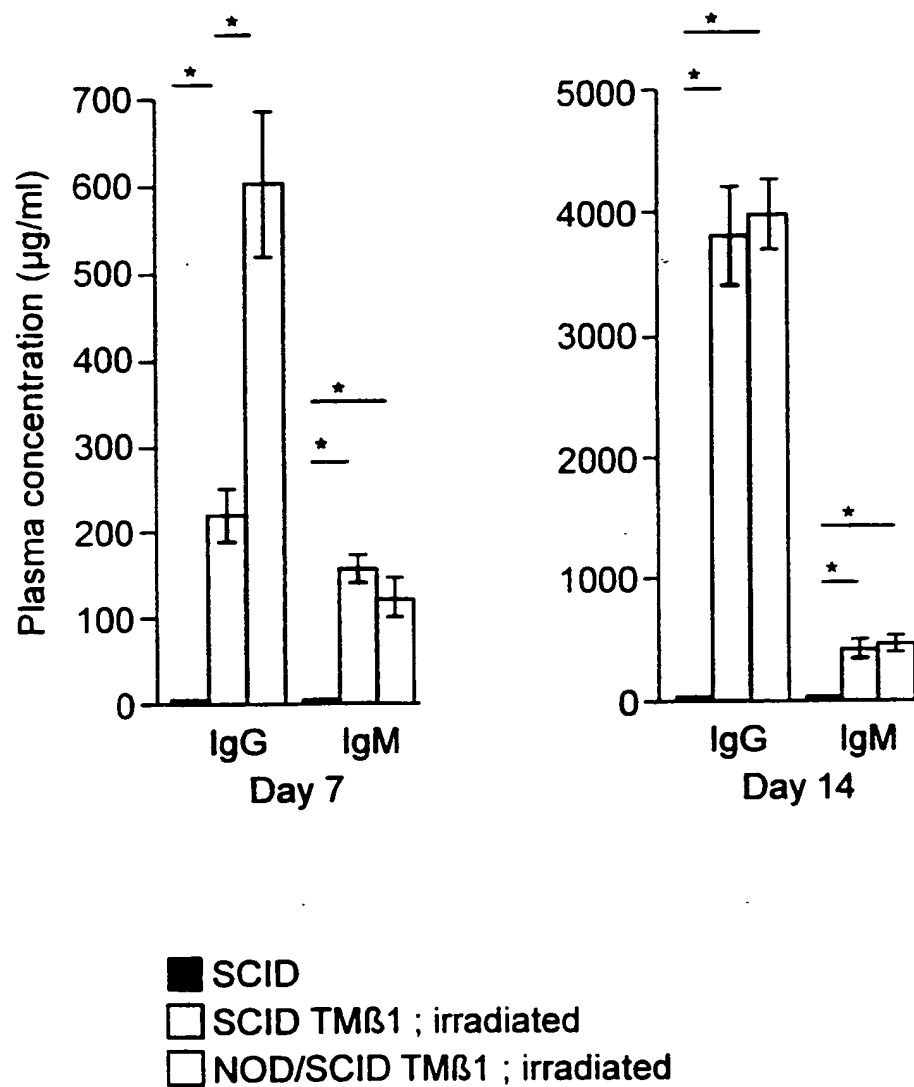 * *
* *
Plasma concentration (µg/ml)
700
600
500
400
300
200
100
0
* *
IgG IgM
Day 7
5000
4000
3000
2000
1000
0
* *
IgG IgM
Day 14
SCID
SCID TMß1 ; irradiated
NOD/SCID TMß1 ; irradiated